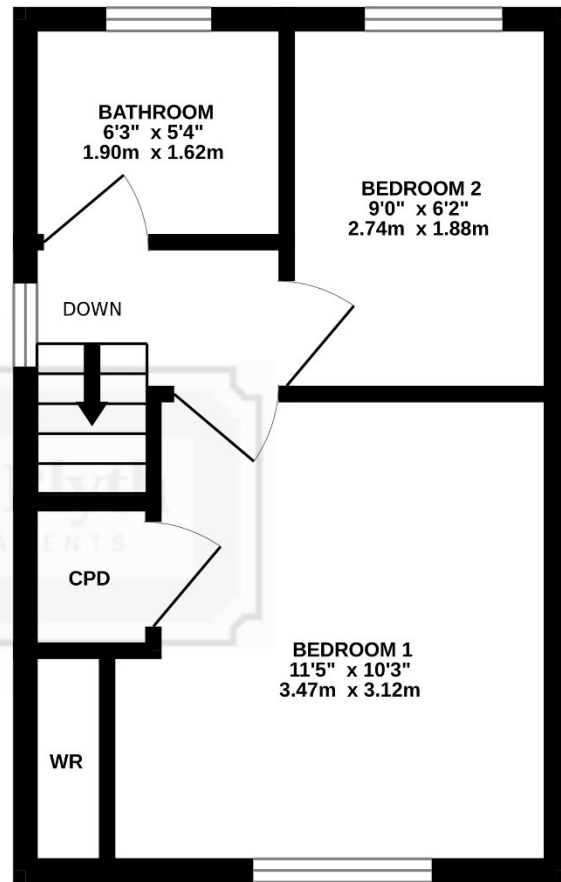 BATHROOM
6'3" x 5'4"
1.90m x 1.62m
BEDROOM 2
9'0" x 6'2"
2.74m x 1.88m
DOWN
CPD
BEDROOM 1
11'5" x 10'3"
3.47m x 3.12m
WR